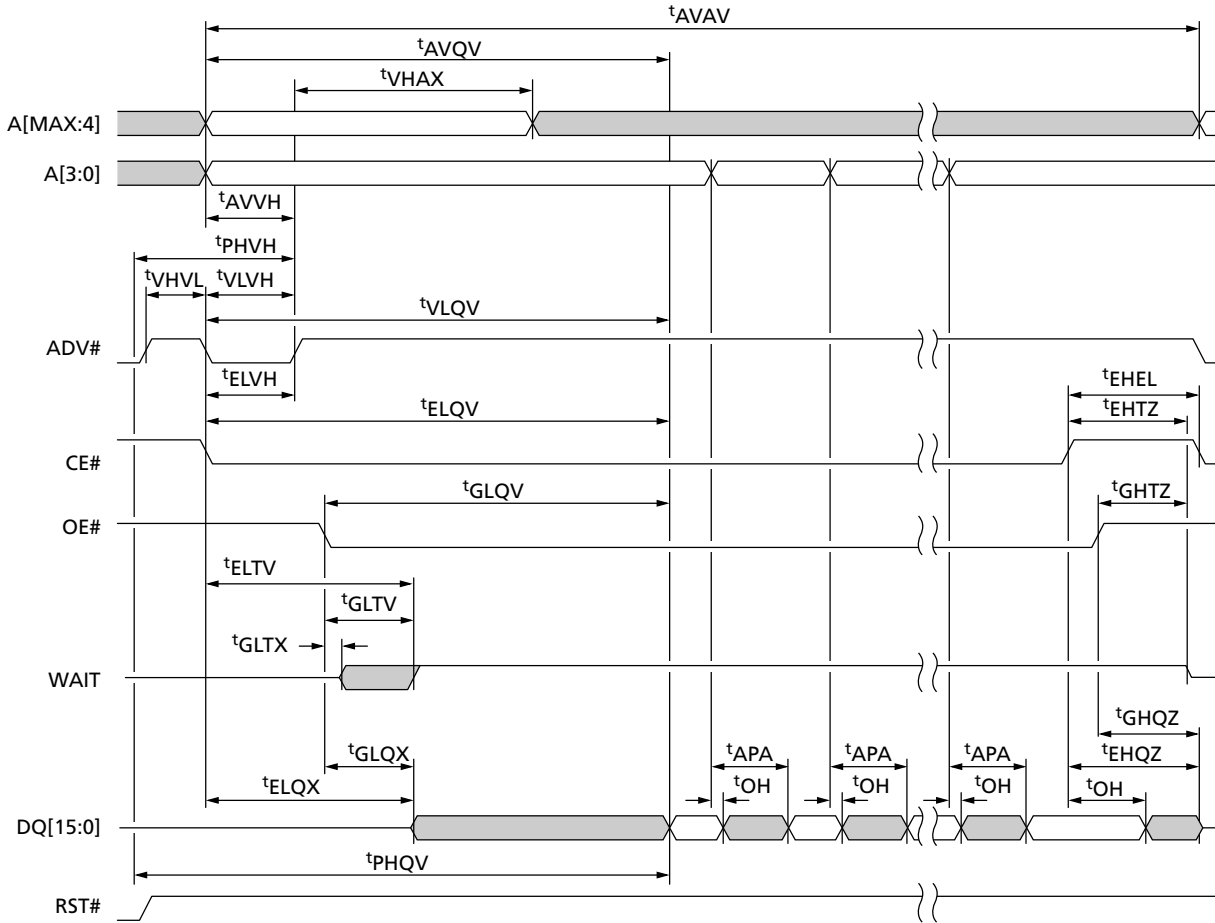 tAVAV
tAVQV
tVHAX
A[MAX:4]
A[3:0]
tAVVH
tPHVH
tVHVL tVLVH
tVLQV
ADV#
tELVH tEHEL
tELQV tEHTZ
CE#
tGLQV tGHTZ
OE#
tELTV
tGLTV
tGLTX
WAIT
tGHQZ
tGLQX tAPA tAPA tAPA tEHQZ
tELQX tOH tOH tOH tOH
DQ[15:0]
tPHQV
RST#